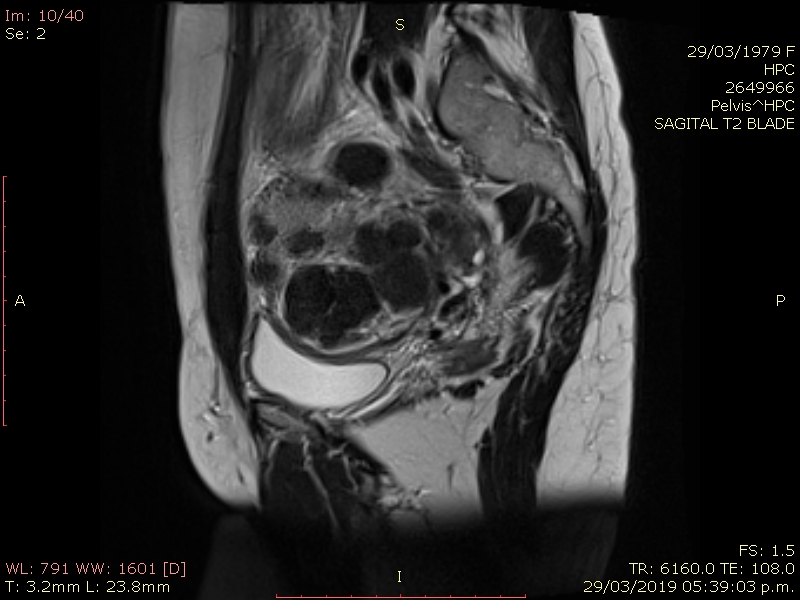 Im: 10/40
Se: 2
S
29/03/1979 F
HPC
2649966
Pelvis^HPC
SAGITAL T2 BLADE
A
P
WL: 791 WW: 1601 [D]
T: 3.2mm L: 23.8mm
I
FS: 1.5
TR: 6160.0 TE: 108.0
29/03/2019 05:39:03 p.m.